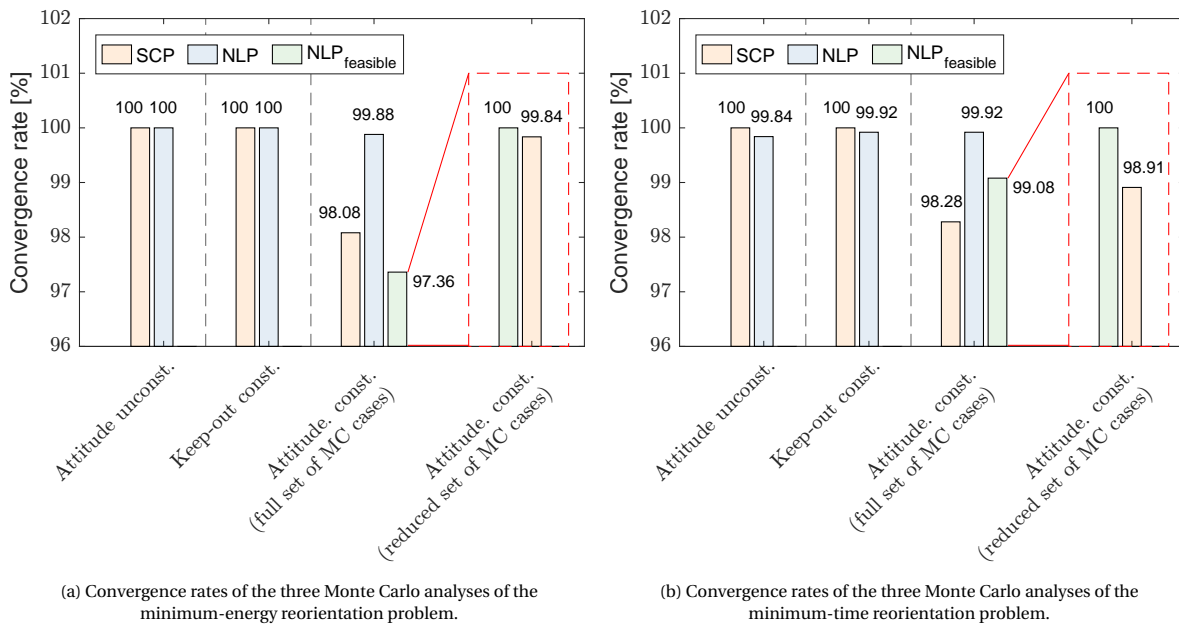 102
101
100
99
98
97
96
Convergence rate [%]
SCP NLP NLP_feasible
100 100
100 100
98.08
99.88
97.36
100
99.84
Attitude unconst.
Keep-out const.
Attitude. const.
(full set of MC cases)
Attitude. const.
(reduced set of MC cases)
(a) Convergence rates of the three Monte Carlo analyses of the
minimum-energy reorientation problem.
102
101
100
99
98
97
96
Convergence rate [%]
SCP NLP NLP_feasible
100 99.84
100 99.92
98.28
99.92
99.08
100
98.91
Attitude unconst.
Keep-out const.
Attitude. const.
(full set of MC cases)
Attitude. const.
(reduced set of MC cases)
(b) Convergence rates of the three Monte Carlo analyses of the
minimum-time reorientation problem.